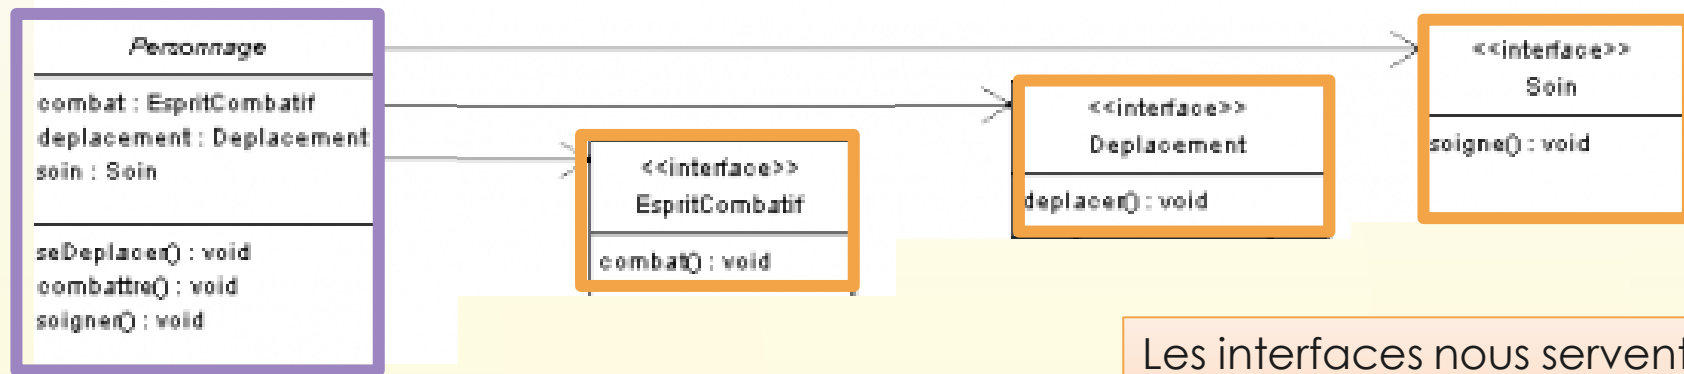 Personnage
combat : EspritCombatif
deplacement : Deplacement
soin : Soin
seDeplacer() : void
combattre() : void
soigner() : void
<<interface>>
EspritCombatif
combat() : void
<<interface>>
Deplacement
deplacer() : void
<<interface>>
Soin
soigne() : void
Les interfaces nous servent